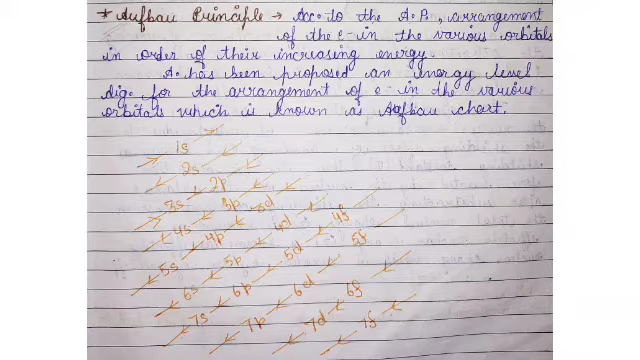 * Aufbau Principle → Acc. to the A.P., arrangement
of the e- in the various orbitals
in order of their increasing energy.
A. has been proposed an energy level
dig. for the arrangement of e- in the various
orbitals which is known as Aufbau chart.
1s
2s 2p
3s 3p 3d
4s 4p 4d 4f
5s 5p 5d 5f
6s 6p 6d 6f
7s 7p 7d 7f